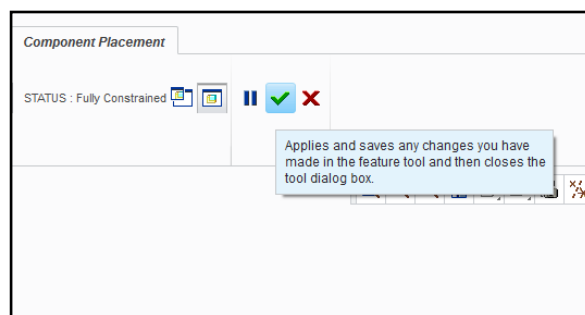 Component Placement
STATUS : Fully Constrained
Applies and saves any changes you have
made in the feature tool and then closes the
tool dialog box.